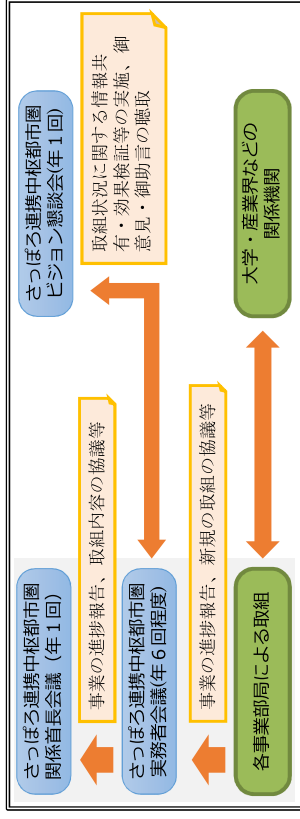 さっぽろ連携中枢都市圏
関係首長会議（年１回）
事業の進捗報告、取組内容の協議等
さっぽろ連携中枢都市圏
実務者会議(年６回程度)
事業の進捗報告、新規の取組の協議等
各事業部局による取組
さっぽろ連携中枢都市圏
ビジョン懇談会(年１回)
取組状況に関する情報共
有・効果検証等の実施、御
意見・御助言の聴取
大学・産業界などの
関係機関